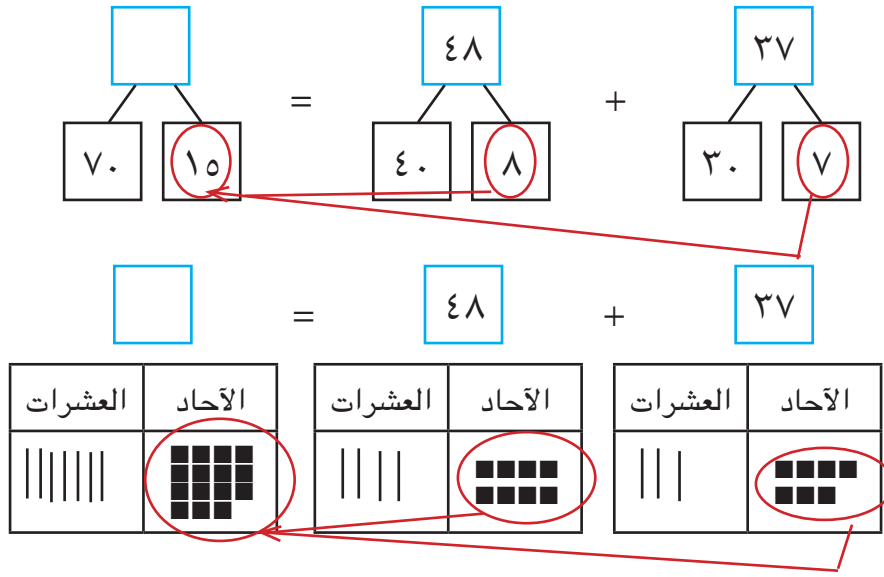 ٣٧ + ٤٨ =
٧ ٣٠ ٨ ٤٠ ١٥ ٧٠
٣٧ + ٤٨ =
الآحاد العشرات الآحاد العشرات الآحاد العشرات